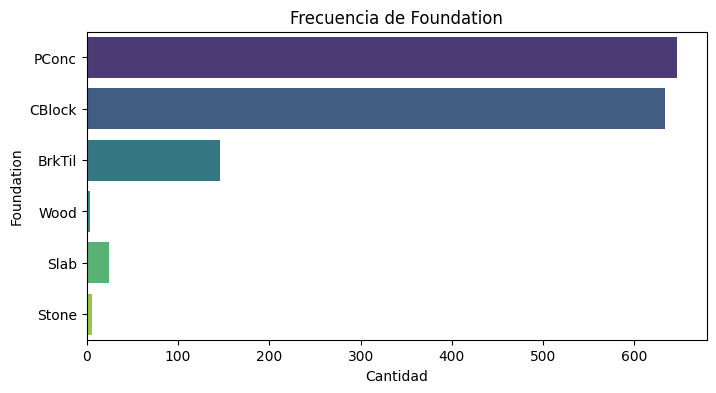 Frecuencia de Foundation
PConc
CBlock
BrkTil
Wood
Slab
Stone
Foundation
0 100 200 300 400 500 600
Cantidad